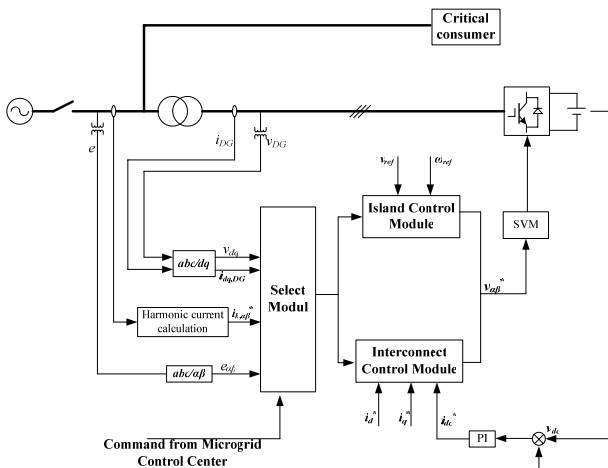 Critical
consumer
e
i_DG
v_DG
v_ref
ω_ref
Island Control
Module
SVM
abc/dq
v_dq
i_dq,DG
Select
Modul
Harmonic current
calculation
i_h,αβ*
v_αβ*
abc/αβ
e_αβ
Interconnect
Control Module
i_d*
i_q*
i_dc*
PI
v_dc
Command from Microgrid
Control Center